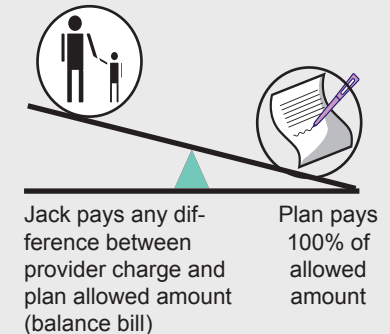 Jack pays any dif-
ference between
provider charge and
plan allowed amount
(balance bill)
Plan pays
100% of
allowed
amount